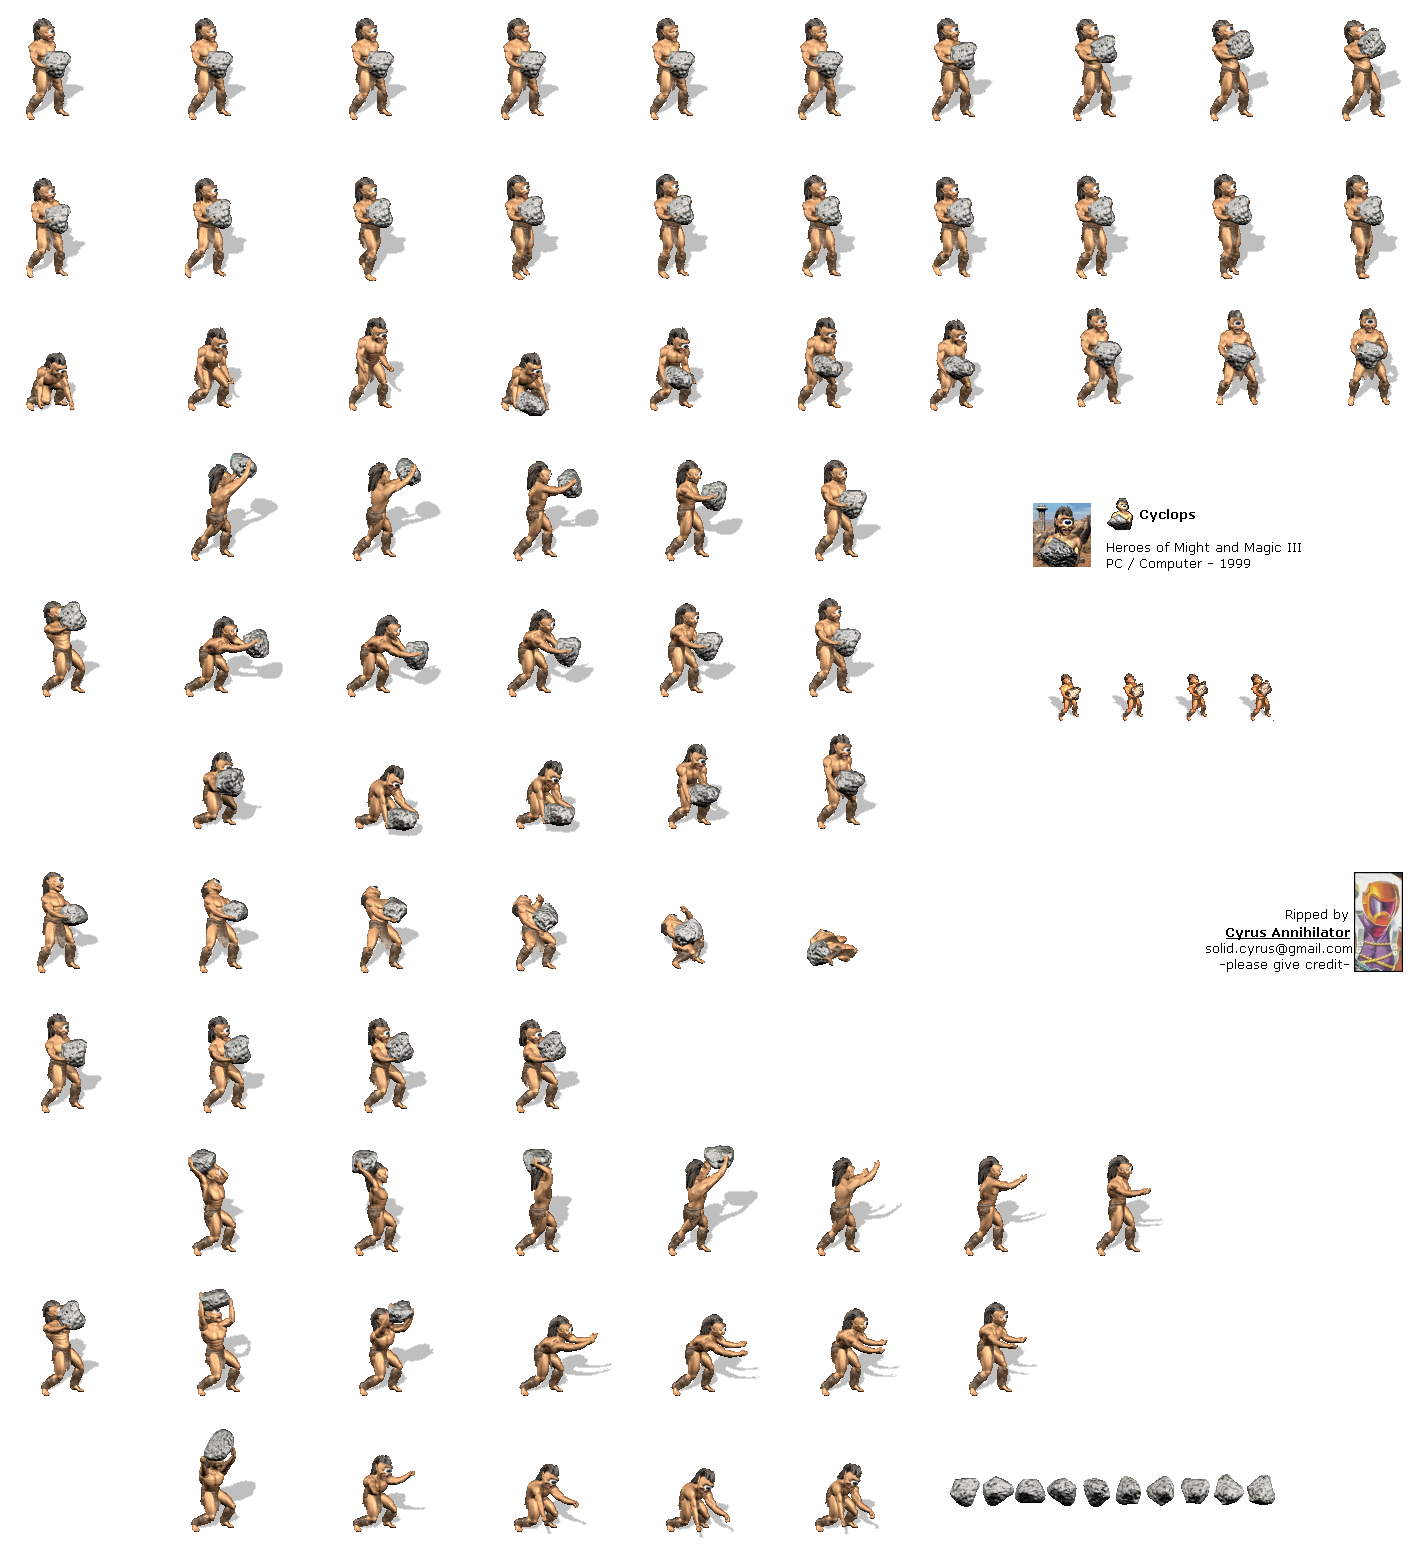 Cyclops
Heroes of Might and Magic III
PC / Computer - 1999
Ripped by
Cyrus Annihilator
solid.cyrus@gmail.com
-please give credit-